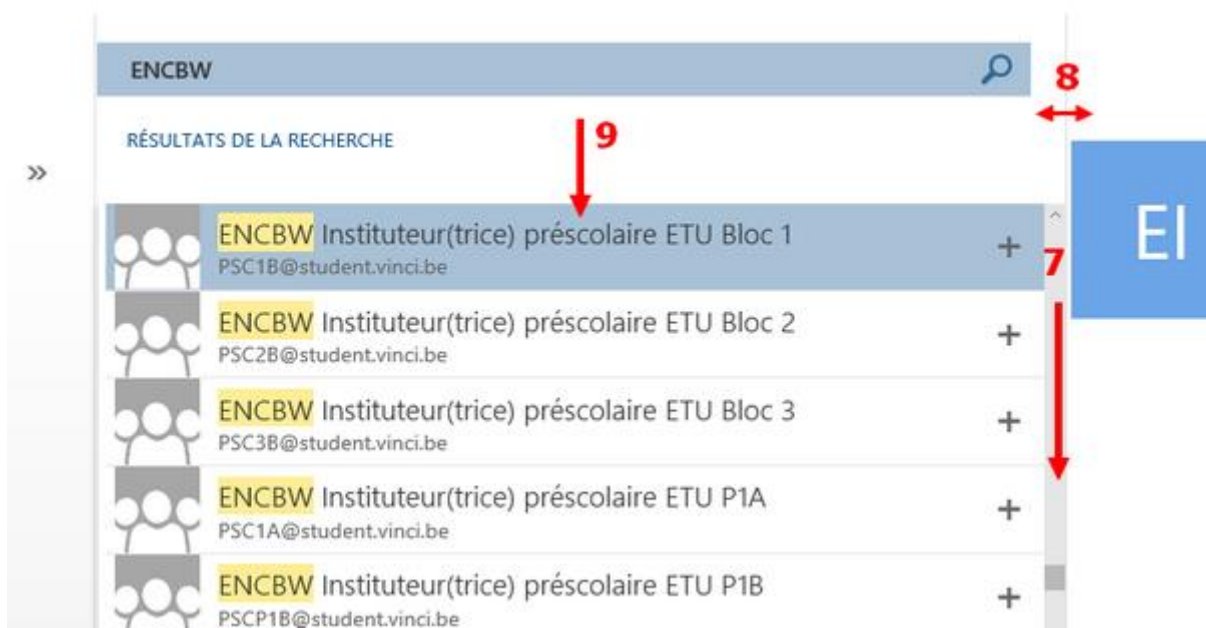 ENCBW
8
RÉSULTATS DE LA RECHERCHE
9
»
ENCBW Instituteur(trice) préscolaire ETU Bloc 1
PSC1B@student.vinci.be
+
7
EI
ENCBW Instituteur(trice) préscolaire ETU Bloc 2
PSC2B@student.vinci.be
+
ENCBW Instituteur(trice) préscolaire ETU Bloc 3
PSC3B@student.vinci.be
+
ENCBW Instituteur(trice) préscolaire ETU P1A
PSC1A@student.vinci.be
+
ENCBW Instituteur(trice) préscolaire ETU P1B
PSCP1B@student.vinci.be
+